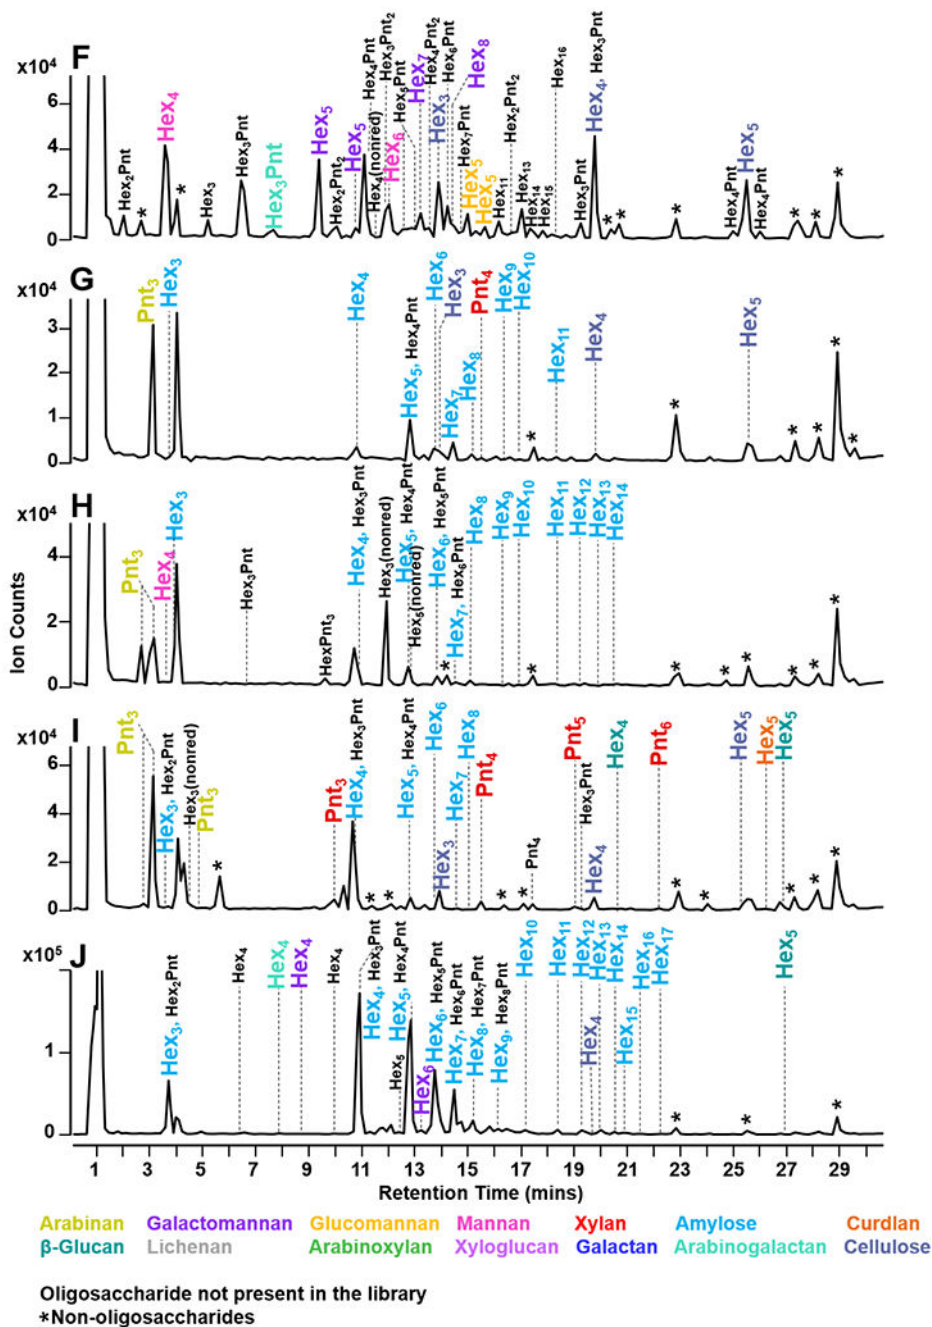 F
x10⁴
6
4
2
0
Hex₂Pnt
*
Hex₄
*
Hex₃
Hex₃Pnt
Hex₃Pnt
Hex₅
Hex₂Pnt₂
Hex₅
Hex₄Pnt
Hex₄(nonred)
Hex₃Pnt₂
Hex₆
Hex₅Pnt
Hex₇
Hex₄Pnt₂
Hex₃
Hex₆Pnt
Hex₈
Hex₇Pnt
Hex₅
Hex₅
Hex₁₁
Hex₂Pnt₂
Hex₁₃
Hex₁₄
Hex₁₅
Hex₁₆
Hex₃Pnt
Hex₄, Hex₃Pnt
*
*
*
Hex₄Pnt
Hex₅
Hex₄Pnt
*
*
*
G
x10⁴
3
2
1
0
Pnt₃
Hex₃
Hex₄
Hex₅, Hex₄Pnt
Hex₆
Hex₃
Hex₇
Hex₈
Pnt₄
Hex₉
Hex₁₀
*
Hex₁₁
Hex₄
*
Hex₅
*
*
*
*
H
x10⁴
4
2
0
Pnt₃
Hex₄
Hex₃
Hex₃Pnt
HexPnt₃
Hex₄, Hex₃Pnt
Hex₃(nonred)
Hex₅, Hex₄Pnt
Hex₅(nonred)
Hex₆, Hex₅Pnt
*
Hex₇, Hex₆Pnt
Hex₈
Hex₉
Hex₁₀
*
Hex₁₁
Hex₁₂
Hex₁₃
Hex₁₄
*
*
*
*
*
*
Ion Counts
I
x10⁴
6
4
2
0
Pnt₃
Hex₃, Hex₂Pnt
Hex₃(nonred)
Pnt₃
*
Pnt₃
Hex₄, Hex₃Pnt
*
*
Hex₅, Hex₄Pnt
Hex₆
Hex₃
Hex₇
Hex₈
Pnt₄
*
*
Pnt₄
Pnt₅
Hex₃Pnt
Hex₄
Hex₄
Pnt₆
*
*
Hex₅
Hex₅
Hex₅
*
*
*
J
x10⁵
1
0
Hex₃, Hex₂Pnt
Hex₄
Hex₄
Hex₄
Hex₄
Hex₄, Hex₃Pnt
Hex₅
Hex₅, Hex₄Pnt
Hex₆
Hex₆, Hex₅Pnt
Hex₇, Hex₆Pnt
Hex₈, Hex₇Pnt
Hex₉, Hex₈Pnt
Hex₁₀
Hex₁₁
Hex₁₂
Hex₄
Hex₁₃
Hex₁₄
Hex₁₅
Hex₁₆
Hex₁₇
*
*
Hex₅
*
1 3 5 7 9 11 13 15 17 19 21 23 25 27 29
Retention Time (mins)
Arabinan Galactomannan Glucomannan Mannan Xylan Amylose Curdlan
β-Glucan Lichenan Arabinoxylan Xyloglucan Galactan Arabinogalactan Cellulose
Oligosaccharide not present in the library
*Non-oligosaccharides